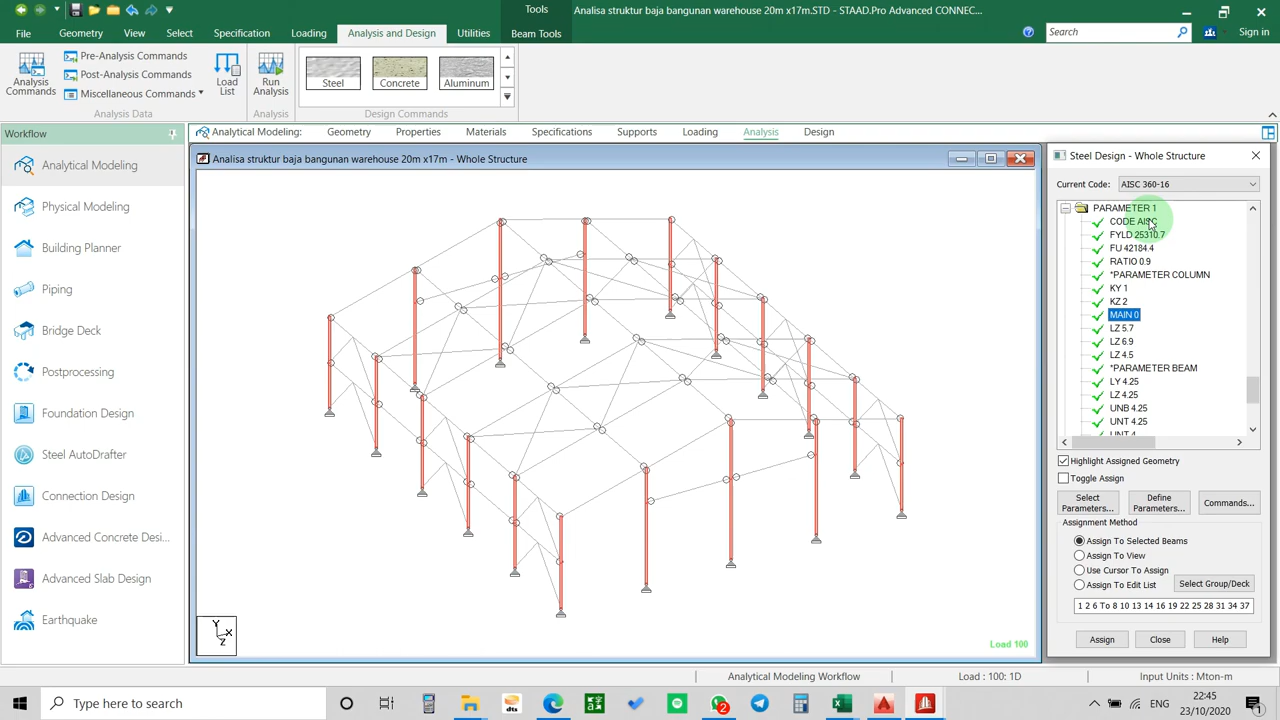 Tools
Analisa struktur baja bangunan warehouse 20m x17m.STD - STAAD.Pro Advanced CONNEC...
File Geometry View Select Specification Loading Analysis and Design Utilities Beam Tools
Search
Sign in
Analysis Commands
Pre-Analysis Commands
Post-Analysis Commands
Miscellaneous Commands
Load List
Run Analysis
Steel
Concrete
Aluminum
Analysis Data
Analysis
Design Commands
Workflow
Analytical Modeling: Geometry Properties Materials Specifications Supports Loading Analysis Design
Analytical Modeling
Physical Modeling
Building Planner
Piping
Bridge Deck
Postprocessing
Foundation Design
Steel AutoDrafter
Connection Design
Advanced Concrete Desi...
Advanced Slab Design
Earthquake
Analisa struktur baja bangunan warehouse 20m x17m - Whole Structure
Y
X
Z
Load 100
Steel Design - Whole Structure
Current Code: AISC 360-16
PARAMETER 1
CODE AISC
FYLD 25310.7
FU 42184.4
RATIO 0.9
*PARAMETER COLUMN
KY 1
KZ 2
MAIN 0
LZ 5.7
LZ 6.9
LZ 4.5
*PARAMETER BEAM
LY 4.25
LZ 4.25
UNB 4.25
UNT 4.25
UNT 4
Highlight Assigned Geometry
Toggle Assign
Select Parameters...
Define Parameters...
Commands...
Assignment Method
Assign To Selected Beams
Assign To View
Use Cursor To Assign
Assign To Edit List
Select Group/Deck
1 2 6 To 8 10 13 14 16 19 22 25 28 31 34 37
Assign Close Help
Analytical Modeling Workflow
Load : 100: 1D
Input Units : Mton-m
Type here to search
dts
2
ENG
22:45
23/10/2020
1